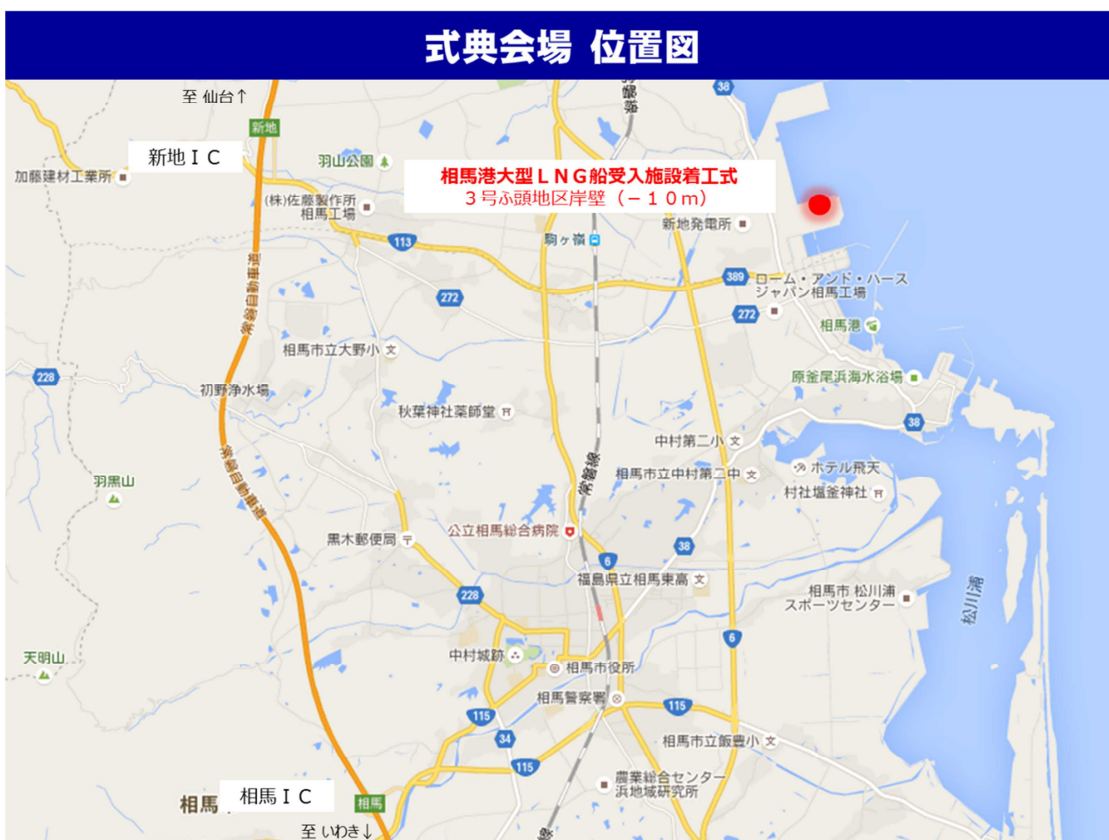 式典会場 位置図
至 仙台↑
38
常磐線
新地
新地ＩＣ
羽山公園
加藤建材工業所
相馬港大型ＬＮＧ船受入施設着工式
３号ふ頭地区岸壁（－１０ｍ）
(株)佐藤製作所
相馬工場
新地発電所
113
駒ヶ嶺
389
ローム・アンド・ハース
ジャパン相馬工場
272
272
相馬港
常磐自動車道
相馬市立大野小
228
初野浄水場
原釜尾浜海水浴場
秋葉神社薬師堂
38
中村第二小
常磐自動車道
常磐線
相馬市立中村第二中
ホテル飛天
羽黒山
村社塩釜神社
公立相馬総合病院
黒木郵便局
38
6
福島県立相馬東高
228
相馬市 松川浦
スポーツセンター
松川浦
6
天明山
中村城跡
相馬市役所
相馬警察署
115
115
34
相馬市立飯豊小
115
農業総合センター
浜地域研究所
相馬ＩＣ
相馬
相馬
至 いわき↓
線